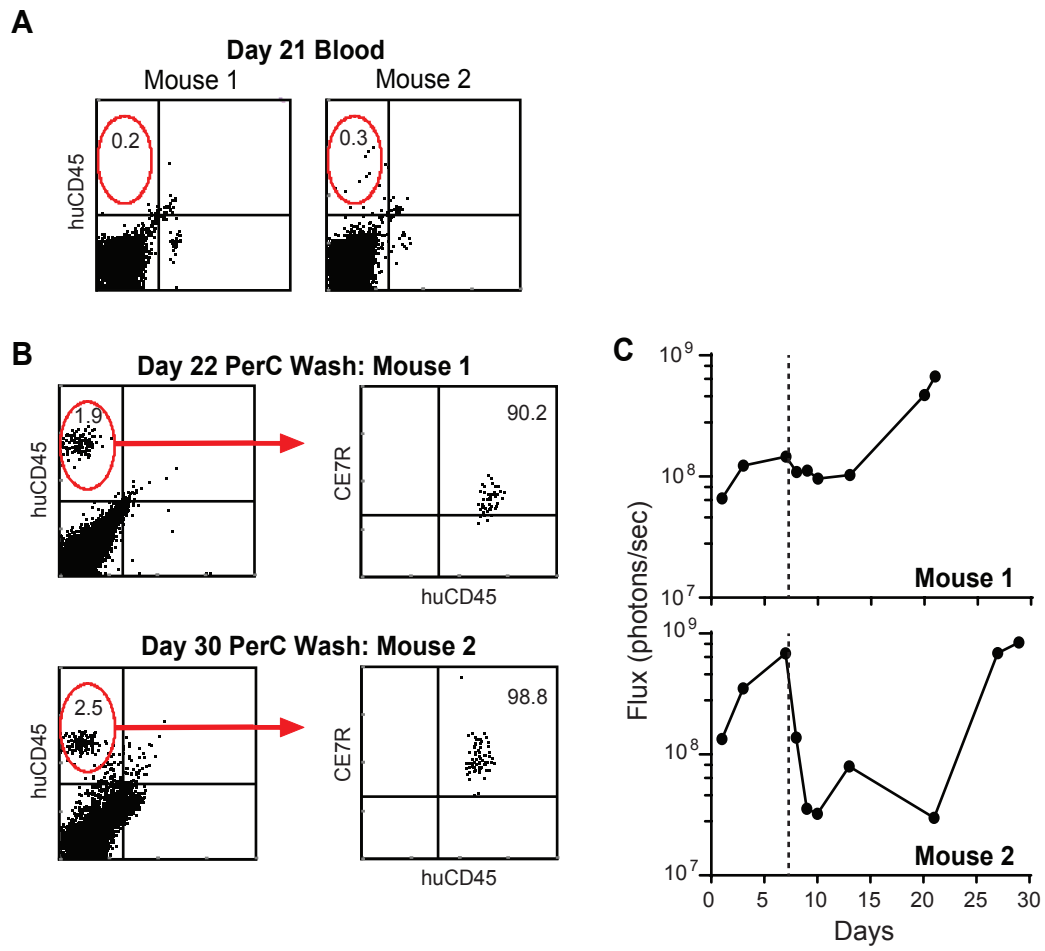 A
Day 21 Blood
Mouse 1
Mouse 2
huCD45
0.2
0.3
B
Day 22 PerC Wash: Mouse 1
huCD45
1.9
CE7R
90.2
huCD45
Day 30 PerC Wash: Mouse 2
huCD45
2.5
CE7R
98.8
huCD45
C
Flux (photons/sec)
10⁹
10⁸
10⁷
Mouse 1
10⁹
10⁸
10⁷
Mouse 2
0 5 10 15 20 25 30
Days